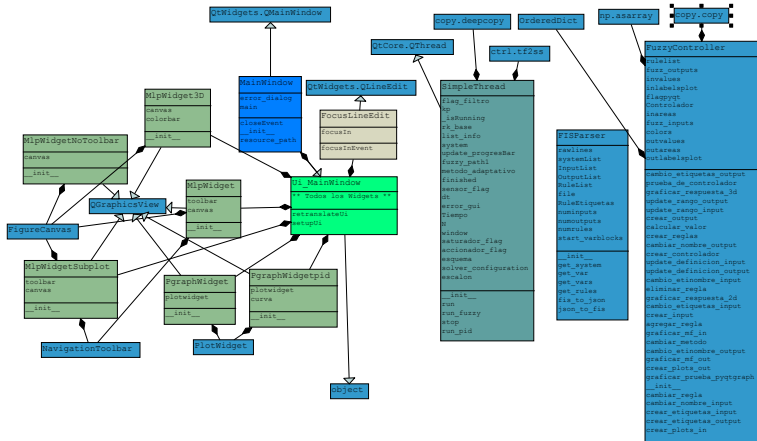 QtWidgets.QMainWindow
copy.deepcopy
OrderedDict
np.asarray
copy.copy
QtCore.QThread
ctrl.tf2ss
QtWidgets.QLineEdit
MlpWidget3D
canvas
colorbar
__init__
MainWindow
error_dialog
main
closeEvent
__init__
resource_path
FocusLineEdit
focusIn
focusInEvent
MlpWidgetNoToolbar
canvas
__init__
MlpWidget
toolbar
canvas
__init__
Ui_MainWindow
** Todos los Widgets **
retranslateUi
setupUi
QGraphicsView
FigureCanvas
MlpWidgetSubplot
toolbar
canvas
__init__
PgraphWidget
plotwidget
__init__
PgraphWidgetpid
plotwidget
curva
__init__
NavigationToolbar
PlotWidget
object
SimpleThread
flag_filtro
kp
_isRunning
rk_base
list_info
system
update_progresBar
fuzzy_path1
metodo_adaptativo
finished
sensor_flag
dt
error_gui
Tiempo
N
window
saturador_flag
accionador_flag
esquema
solver_configuration
escalon
__init__
run
run_fuzzy
stop
run_pid
FISParser
rawlines
systemList
InputList
OutputList
RuleList
file
RuleEtiquetas
numinputs
numoutputs
numrules
start_varblocks
__init__
get_system
get_var
get_vars
get_rules
fis_to_json
json_to_fis
FuzzyController
rulelist
fuzz_outputs
invalues
inlabelsplot
flagpyqt
Controlador
inareas
fuzz_inputs
colors
outvalues
outareas
outlabelsplot
cambio_etiquetas_output
prueba_de_controlador
graficar_respuesta_3d
update_rango_output
update_rango_input
crear_output
calcular_valor
crear_reglas
cambiar_nombre_output
crear_controlador
update_definicion_input
update_definicion_output
cambio_etinombre_input
eliminar_regla
graficar_respuesta_2d
cambio_etiquetas_input
crear_input
agregar_regla
graficar_mf_in
cambiar_metodo
cambio_etinombre_output
graficar_mf_out
crear_plots_out
graficar_prueba_pyqtgraph
__init__
cambiar_regla
cambiar_nombre_input
crear_etiquetas_input
crear_etiquetas_output
crear_plots_in